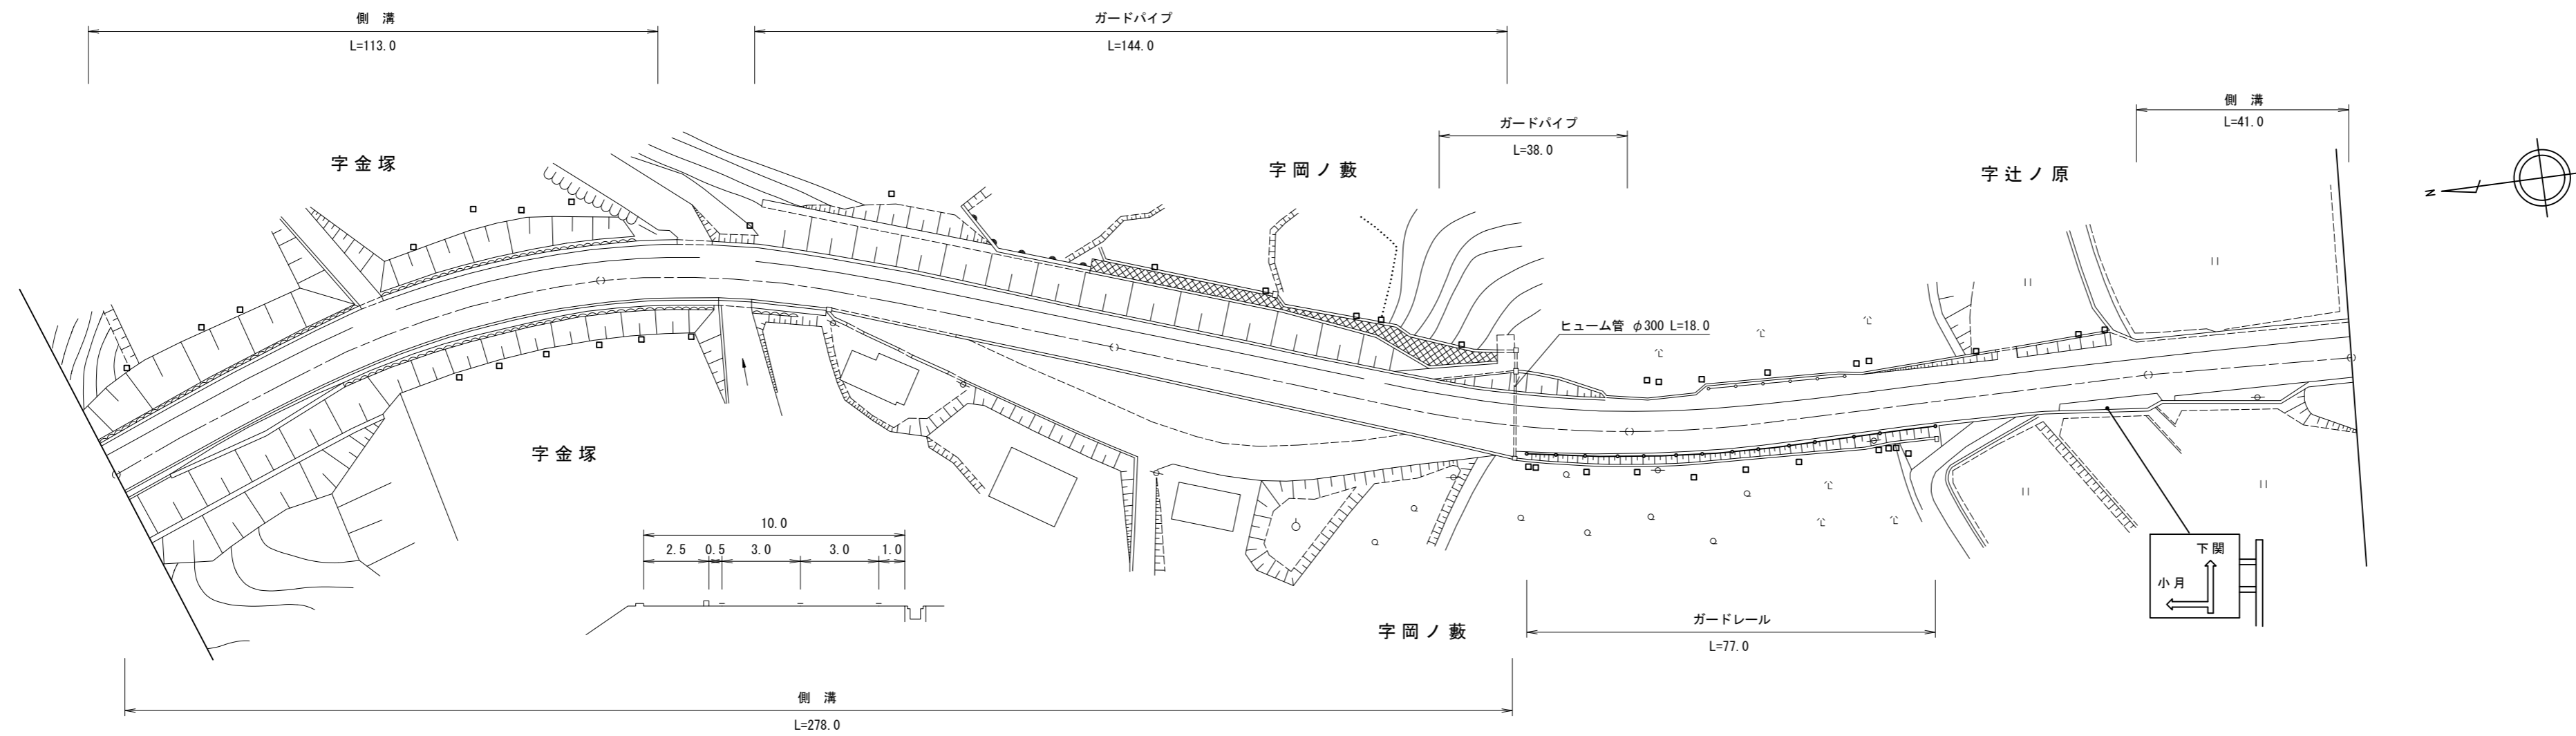 側 溝
L=113.0
ガードパイプ
L=144.0
側 溝
L=41.0
ガードパイプ
L=38.0
字 金 塚
字 岡 ノ 藪
字 辻 ノ 原
N
ヒューム管 φ300 L=18.0
字 金 塚
10.0
2.5 0.5 3.0 3.0 1.0
下 関
小 月
字 岡 ノ 藪
ガードレール
L=77.0
側 溝
L=278.0